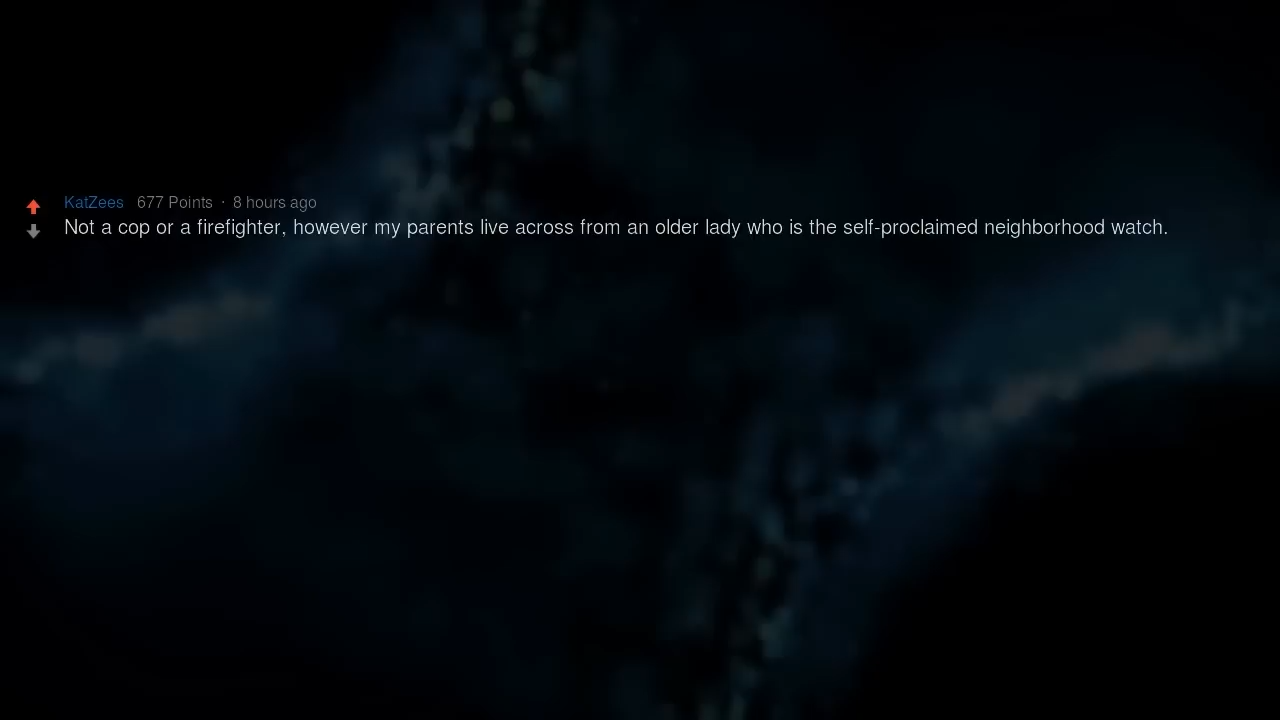 KatZees 677 Points · 8 hours ago
Not a cop or a firefighter, however my parents live across from an older lady who is the self-proclaimed neighborhood watch.